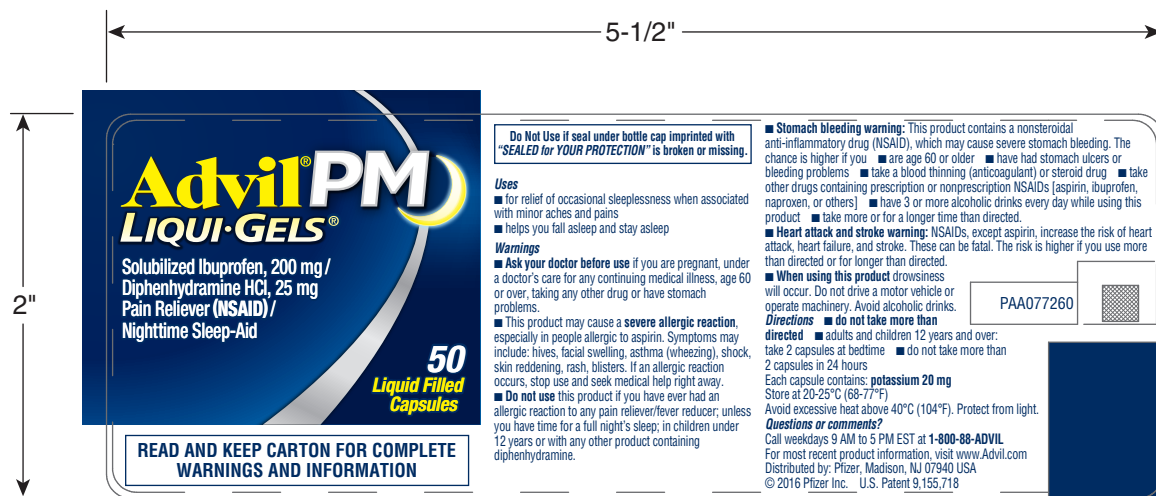 5-1/2"
2"
Advil® PM
LIQUI·GELS®
Solubilized Ibuprofen, 200 mg /
Diphenhydramine HCl, 25 mg
Pain Reliever (NSAID) /
Nighttime Sleep-Aid
50
Liquid Filled
Capsules
READ AND KEEP CARTON FOR COMPLETE
WARNINGS AND INFORMATION
Do Not Use if seal under bottle cap imprinted with
"SEALED for YOUR PROTECTION" is broken or missing.
Uses
■ for relief of occasional sleeplessness when associated
with minor aches and pains
■ helps you fall asleep and stay asleep
Warnings
■ Ask your doctor before use if you are pregnant, under
a doctor's care for any continuing medical illness, age 60
or over, taking any other drug or have stomach
problems.
■ This product may cause a severe allergic reaction,
especially in people allergic to aspirin. Symptoms may
include: hives, facial swelling, asthma (wheezing), shock,
skin reddening, rash, blisters. If an allergic reaction
occurs, stop use and seek medical help right away.
■ Do not use this product if you have ever had an
allergic reaction to any pain reliever/fever reducer; unless
you have time for a full night's sleep; in children under
12 years or with any other product containing
diphenhydramine.
■ Stomach bleeding warning: This product contains a nonsteroidal
anti-inflammatory drug (NSAID), which may cause severe stomach bleeding. The
chance is higher if you ■ are age 60 or older ■ have had stomach ulcers or
bleeding problems ■ take a blood thinning (anticoagulant) or steroid drug ■ take
other drugs containing prescription or nonprescription NSAIDs [aspirin, ibuprofen,
naproxen, or others] ■ have 3 or more alcoholic drinks every day while using this
product ■ take more or for a longer time than directed.
■ Heart attack and stroke warning: NSAIDs, except aspirin, increase the risk of heart
attack, heart failure, and stroke. These can be fatal. The risk is higher if you use more
than directed or for longer than directed.
■ When using this product drowsiness
will occur. Do not drive a motor vehicle or
operate machinery. Avoid alcoholic drinks.
Directions ■ do not take more than
directed ■ adults and children 12 years and over:
take 2 capsules at bedtime ■ do not take more than
2 capsules in 24 hours
Each capsule contains: potassium 20 mg
Store at 20-25°C (68-77°F)
Avoid excessive heat above 40°C (104°F). Protect from light.
Questions or comments?
Call weekdays 9 AM to 5 PM EST at 1-800-88-ADVIL
For most recent product information, visit www.Advil.com
Distributed by: Pfizer, Madison, NJ 07940 USA
© 2016 Pfizer Inc. U.S. Patent 9,155,718
PAA077260